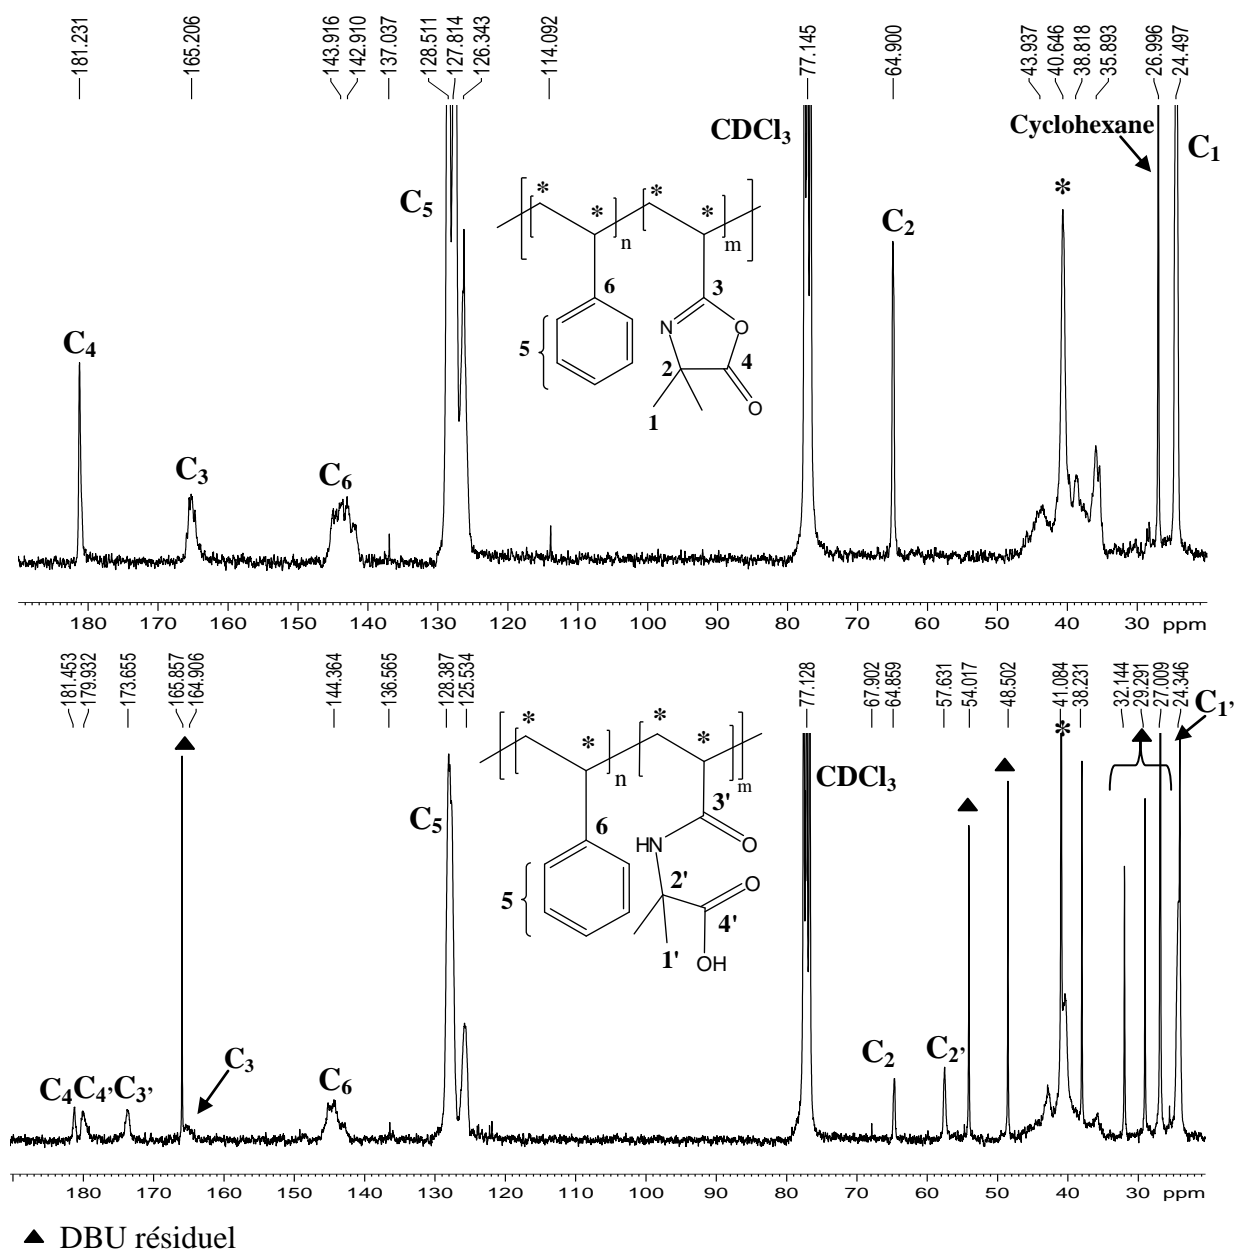 181.231 165.206 143.916 142.910 137.037 128.511 127.814 126.343 114.092 77.145 64.900 43.937 40.646 38.818 35.893 26.996 24.497
CDCl3 Cyclohexane C1
* * * * *
C5 C2
n m
6 3
N O
5 2 4
C4 1 O
C3 C6
180 170 160 150 140 130 120 110 100 90 80 70 60 50 40 30 ppm
181.453 179.932 173.655 165.857 164.906 144.364 136.565 128.387 125.534 77.128 67.902 64.859 57.631 54.017 48.502 41.084 38.231 32.144 29.291 27.009 24.346
C1'
* * * * *
CDCl3
n m
C5 3'
6 HN O
2' O
5 4'
1' OH
C2 C2'
C4 C4' C3' C3 C6
180 170 160 150 140 130 120 110 100 90 80 70 60 50 40 30 ppm
▲ DBU résiduel